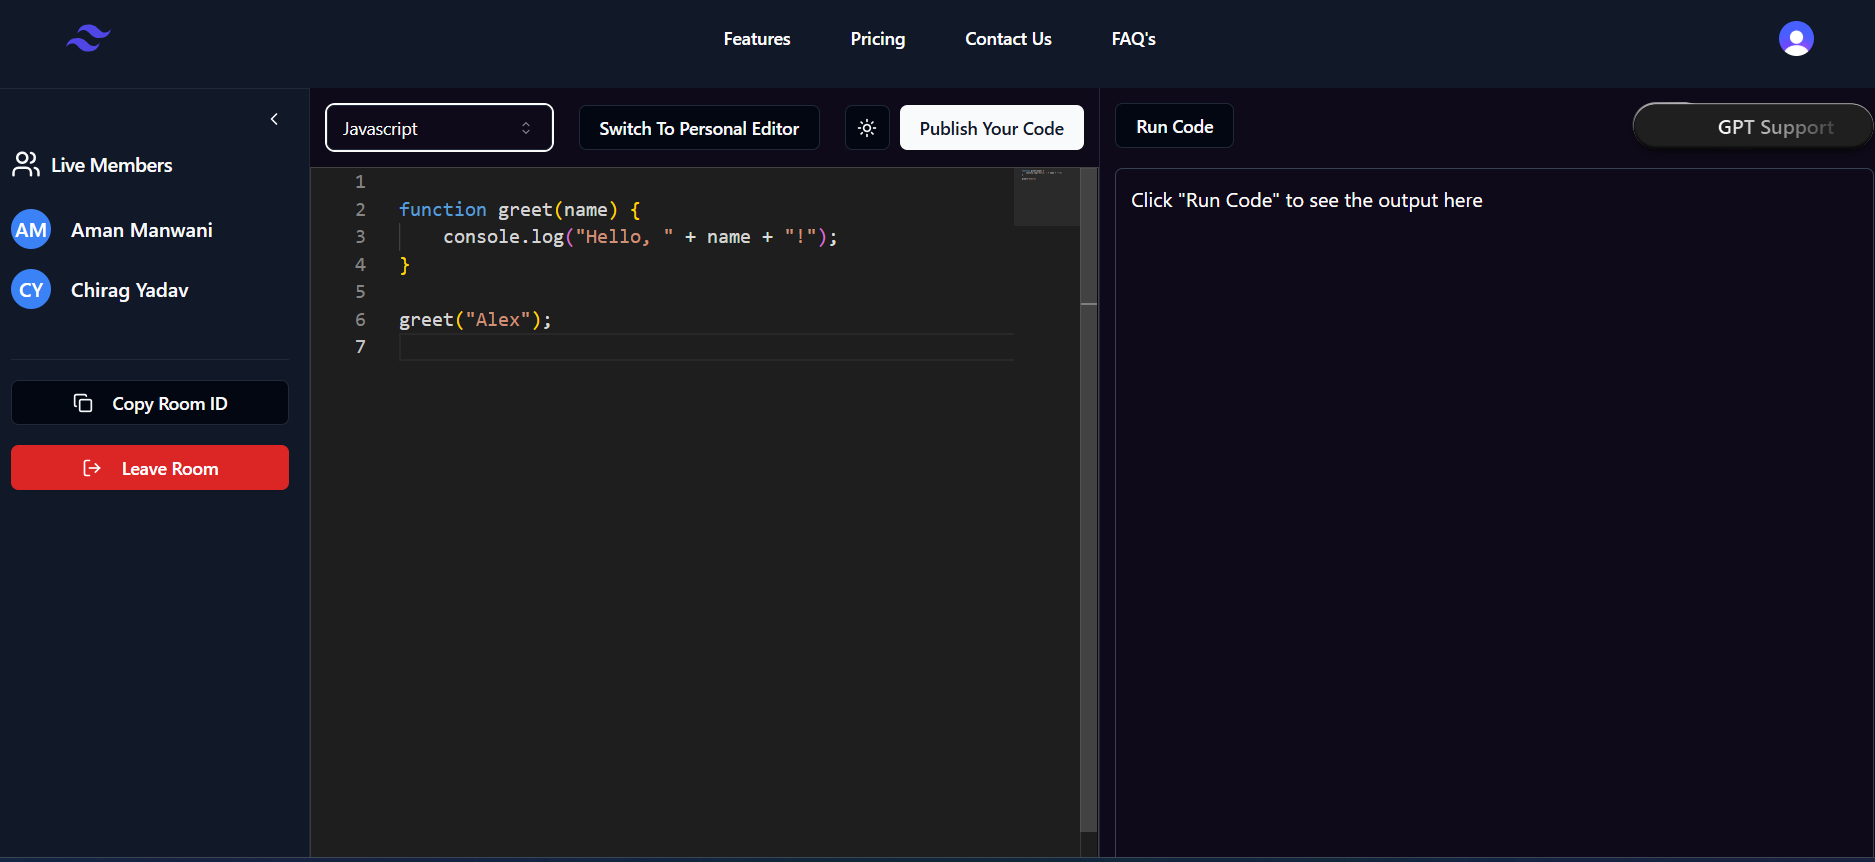 Features Pricing Contact Us FAQ's
Live Members
AM Aman Manwani
CY Chirag Yadav
Copy Room ID
Leave Room
Javascript Switch To Personal Editor Publish Your Code
1
2 function greet(name) {
3 console.log("Hello, " + name + "!");
4 }
5
6 greet("Alex");
7
Run Code GPT Support
Click "Run Code" to see the output here